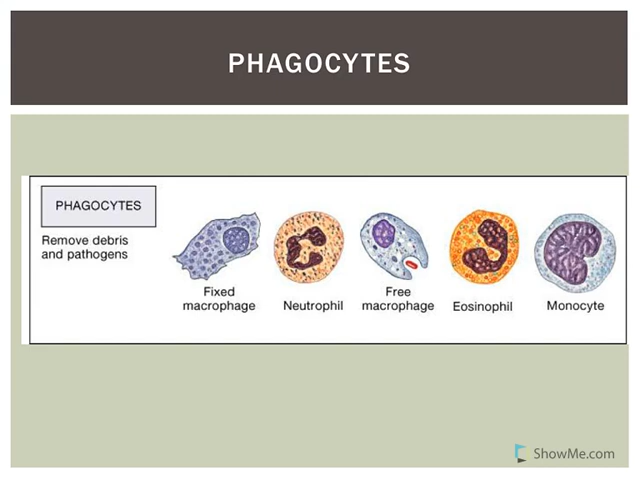 PHAGOCYTES
PHAGOCYTES
Remove debris
and pathogens
Fixed
macrophage
Neutrophil
Free
macrophage
Eosinophil
Monocyte
ShowMe.com